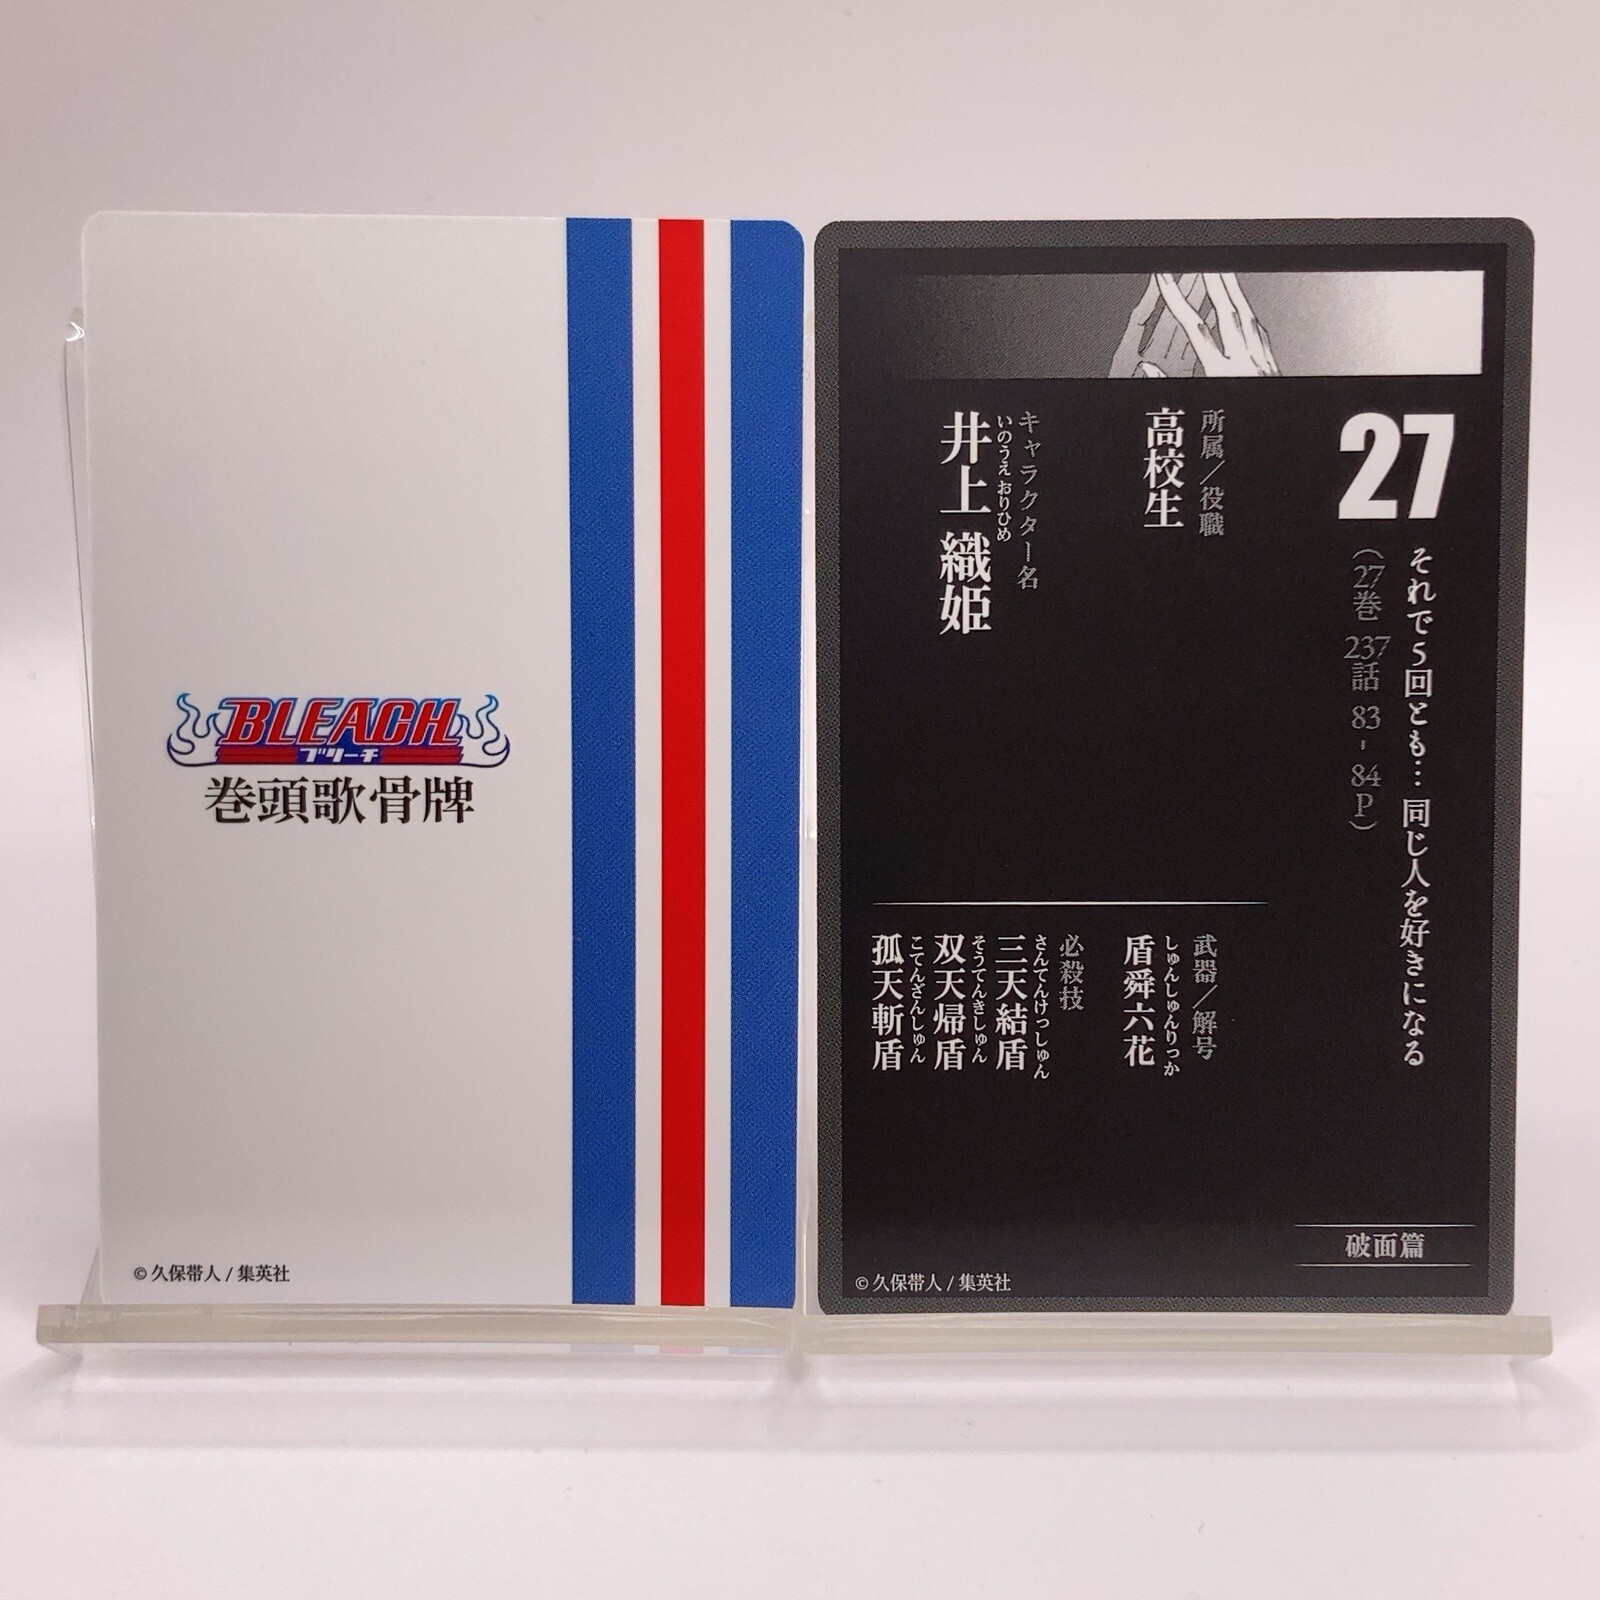 BLEACH
ブリーチ
巻頭歌骨牌
© 久保帯人 / 集英社
27
それで5回とも… 同じ人を好きになる
(27巻 237話 83 - 84P)
所属／役職
高校生
キャラクター名
いのうえ おりひめ
井上 織姫
武器／解号
しゅんしゅんりっか
盾舜六花
必殺技
さんてんけっしゅん
三天結盾
そうてんきしゅん
双天帰盾
こてんざんしゅん
孤天斬盾
破面篇
© 久保帯人 / 集英社